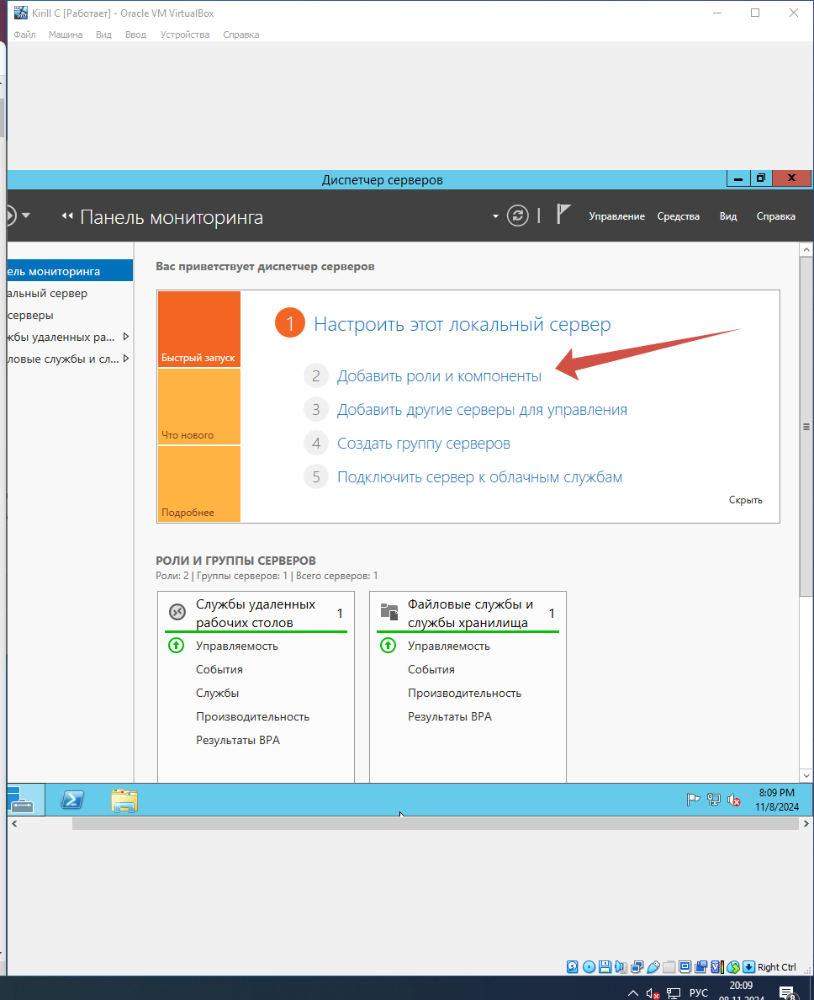 Kirill C [Работает] - Oracle VM VirtualBox
Файл Машина Вид Ввод Устройства Справка
Диспетчер серверов
Панель мониторинга
Управление Средства Вид Справка
ель мониторинга
альный сервер
серверы
жбы удаленных ра...
ловые службы и сл...
Вас приветствует диспетчер серверов
Быстрый запуск
Что нового
Подробнее
1 Настроить этот локальный сервер
2 Добавить роли и компоненты
3 Добавить другие серверы для управления
4 Создать группу серверов
5 Подключить сервер к облачным службам
Скрыть
РОЛИ И ГРУППЫ СЕРВЕРОВ
Роли: 2 | Группы серверов: 1 | Всего серверов: 1
Службы удаленных
рабочих столов
1
Управляемость
События
Службы
Производительность
Результаты BPA
Файловые службы и
службы хранилища
1
Управляемость
События
Производительность
Результаты BPA
8:09 PM
11/8/2024
Right Ctrl
РУС
20:09
08.11.2024
8